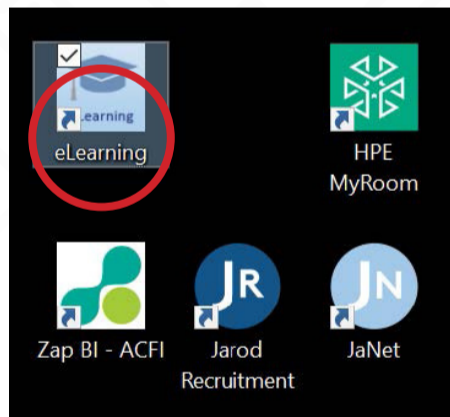 Learning
eLearning
HPE
MyRoom
JR
JN
Zap BI - ACFI
Jarod
Recruitment
JaNet